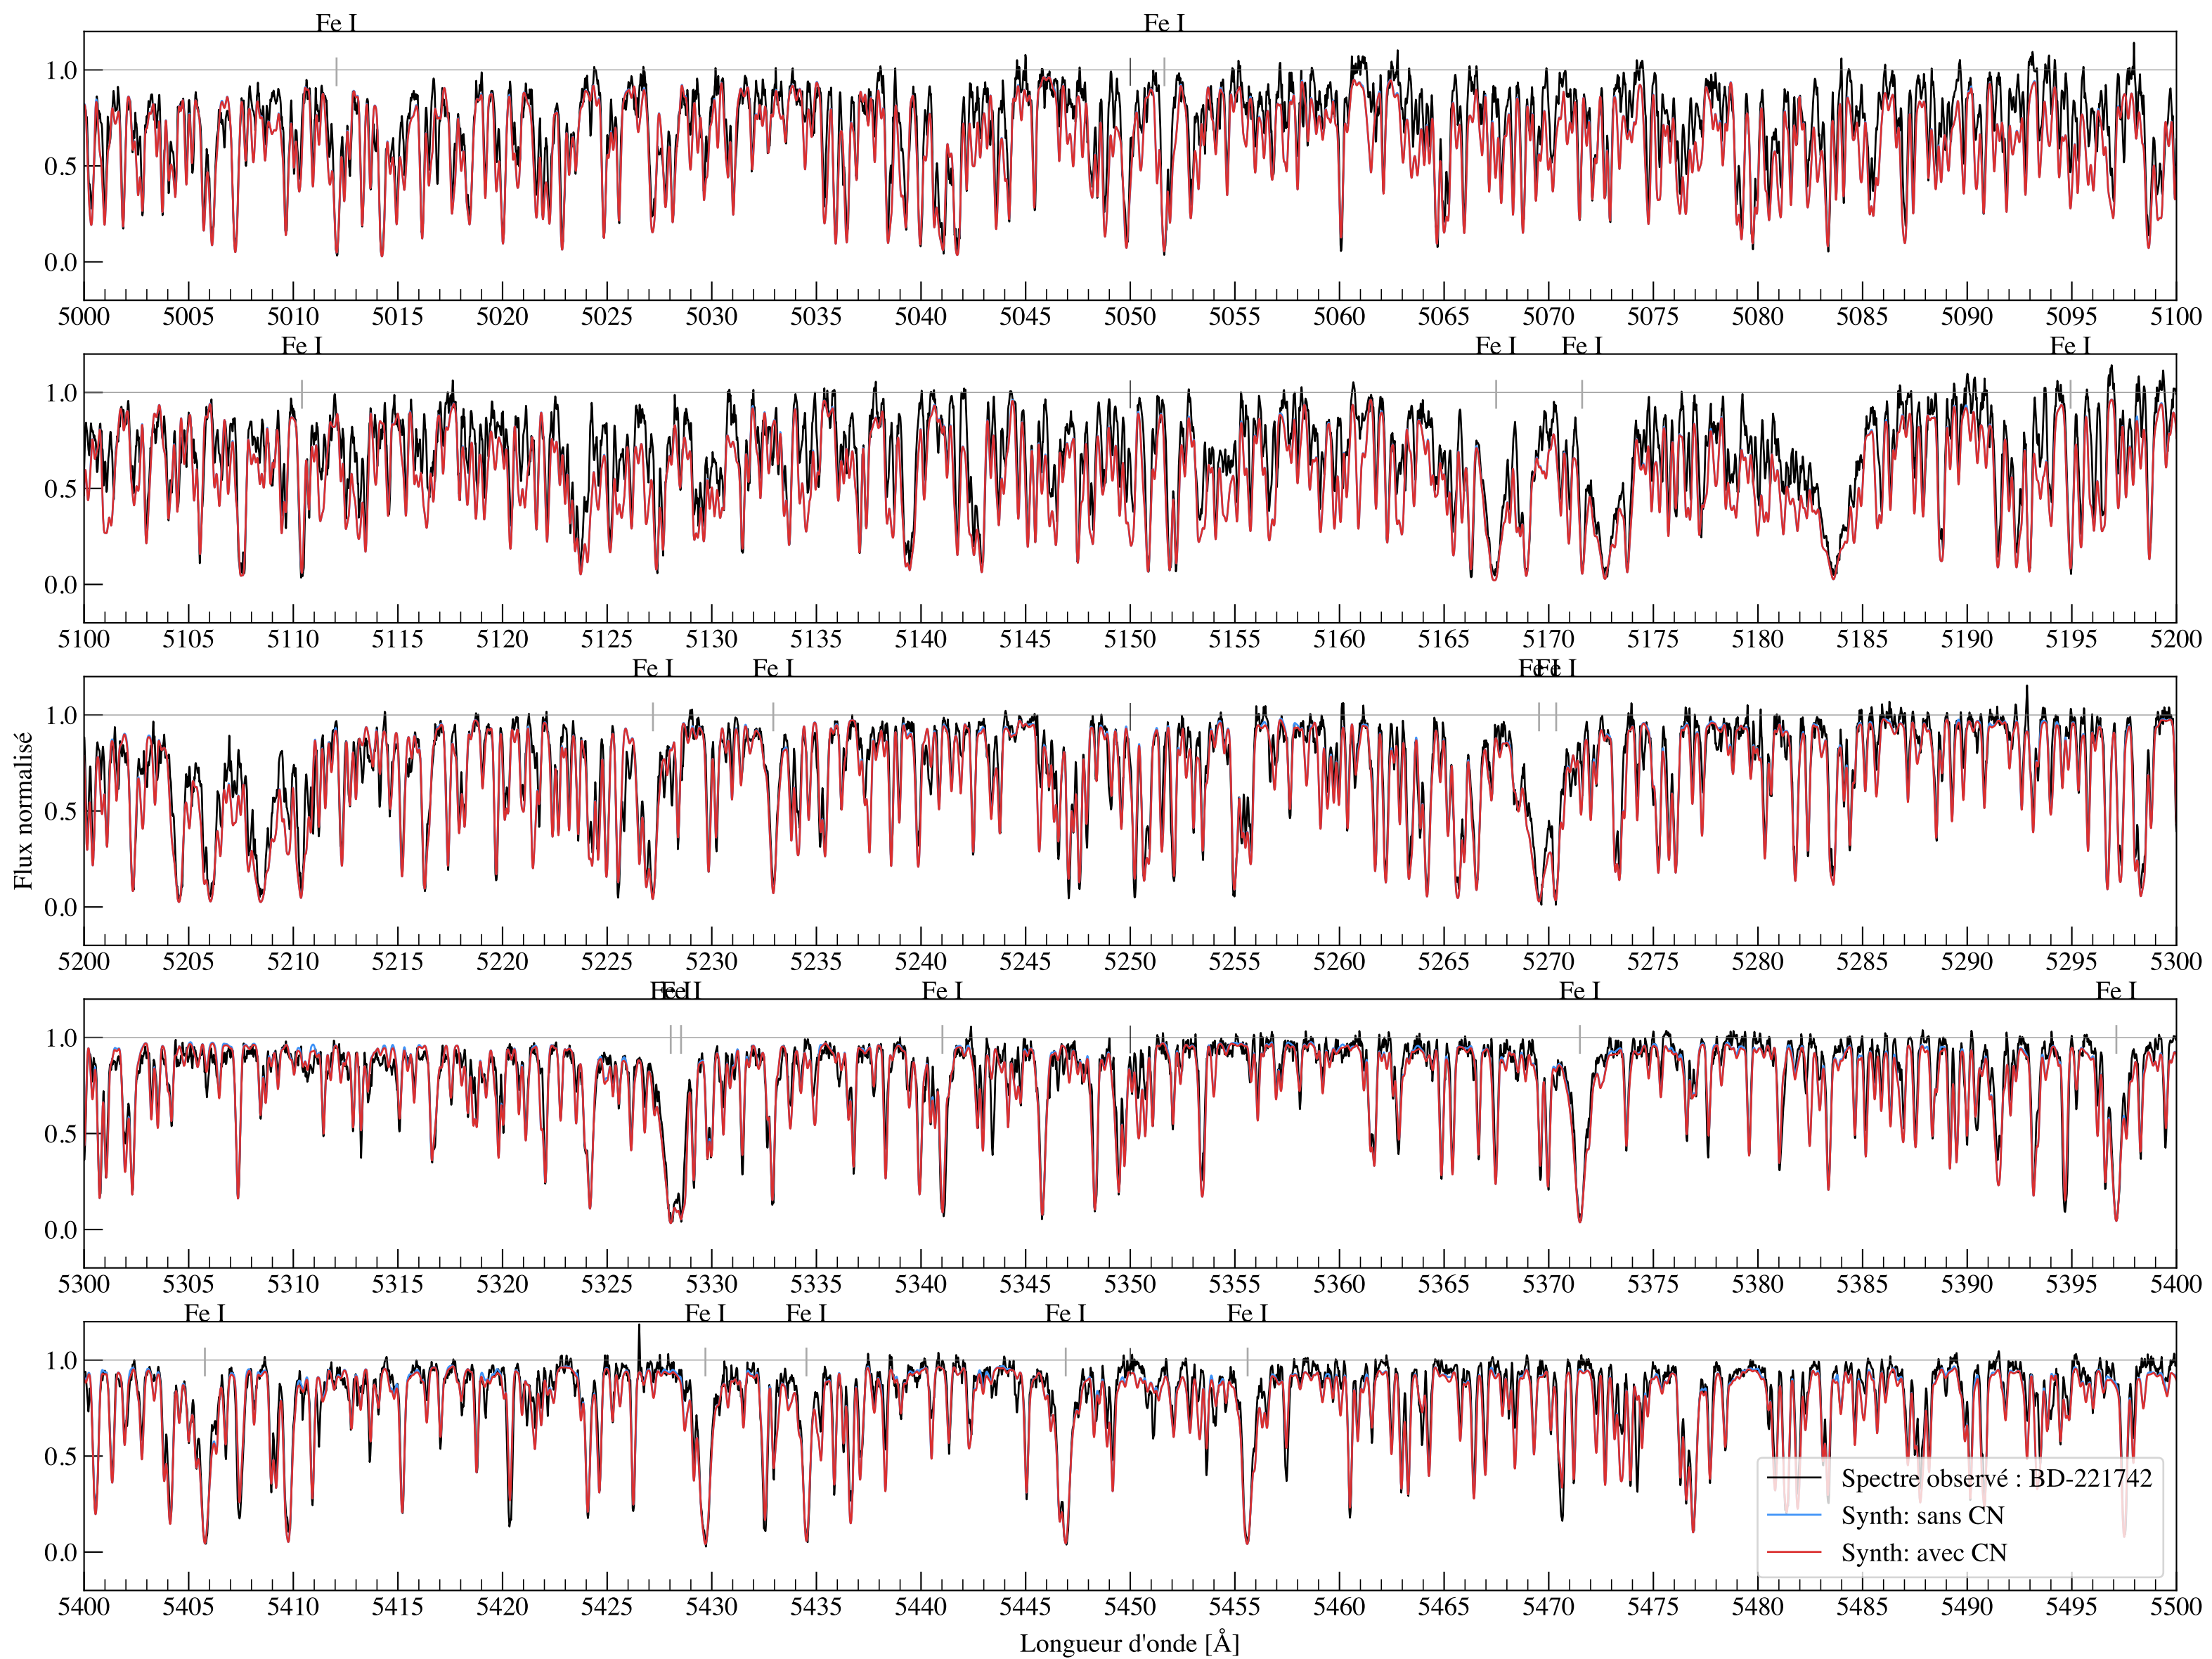 Fe I Fe I
1.0
0.5
0.0
5000 5005 5010 5015 5020 5025 5030 5035 5040 5045 5050 5055 5060 5065 5070 5075 5080 5085 5090 5095 5100
Fe I Fe I Fe I Fe I
1.0
0.5
0.0
5100 5105 5110 5115 5120 5125 5130 5135 5140 5145 5150 5155 5160 5165 5170 5175 5180 5185 5190 5195 5200
Fe I Fe I Fe I Fe I
1.0
0.5
0.0
5200 5205 5210 5215 5220 5225 5230 5235 5240 5245 5250 5255 5260 5265 5270 5275 5280 5285 5290 5295 5300
Flux normalisé
Fe I Fe I Fe I Fe I Fe I
1.0
0.5
0.0
5300 5305 5310 5315 5320 5325 5330 5335 5340 5345 5350 5355 5360 5365 5370 5375 5380 5385 5390 5395 5400
Fe I Fe I Fe I Fe I Fe I
1.0
0.5
0.0
Spectre observé : BD-221742
Synth: sans CN
Synth: avec CN
5400 5405 5410 5415 5420 5425 5430 5435 5440 5445 5450 5455 5460 5465 5470 5475 5480 5485 5490 5495 5500
Longueur d'onde [Å]